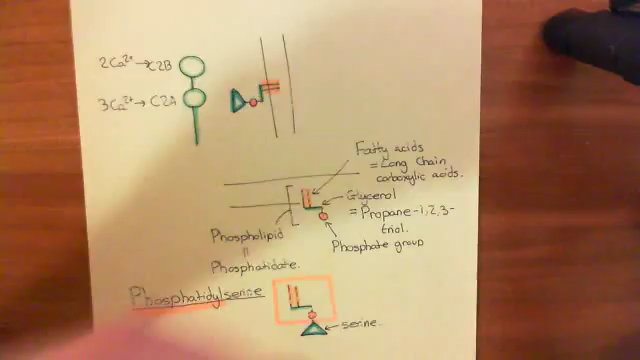 2Ca²⁺→C2B
3Ca²⁺→C2A
Fatty acids
= Long Chain
carboxylic acids.
Glycerol
= Propane-1,2,3-
triol.
Phosphate group
Phospholipid
=
Phosphatidate.
Phosphatidylserine
serine.